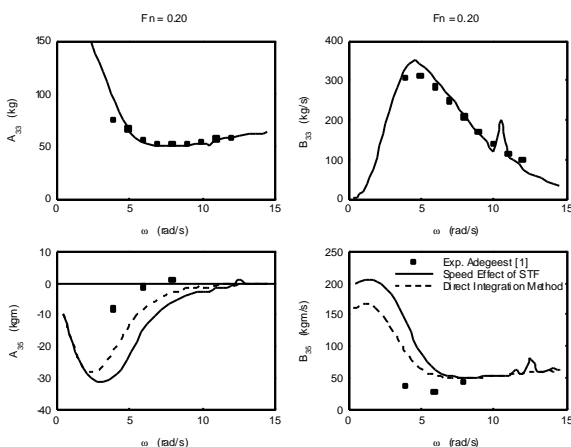 Fn = 0.20
Fn = 0.20
150
100
50
0
A33 (kg)
0 5 10 15
ω (rad/s)
400
300
200
100
0
B33 (kg/s)
0 5 10 15
ω (rad/s)
10
0
-10
-20
-30
-40
A35 (kgm)
0 5 10 15
ω (rad/s)
250
200
150
100
50
0
B35 (kgm/s)
Exp. Adegeest [1]
Speed Effect of STF
Direct Integration Method
0 5 10 15
ω (rad/s)